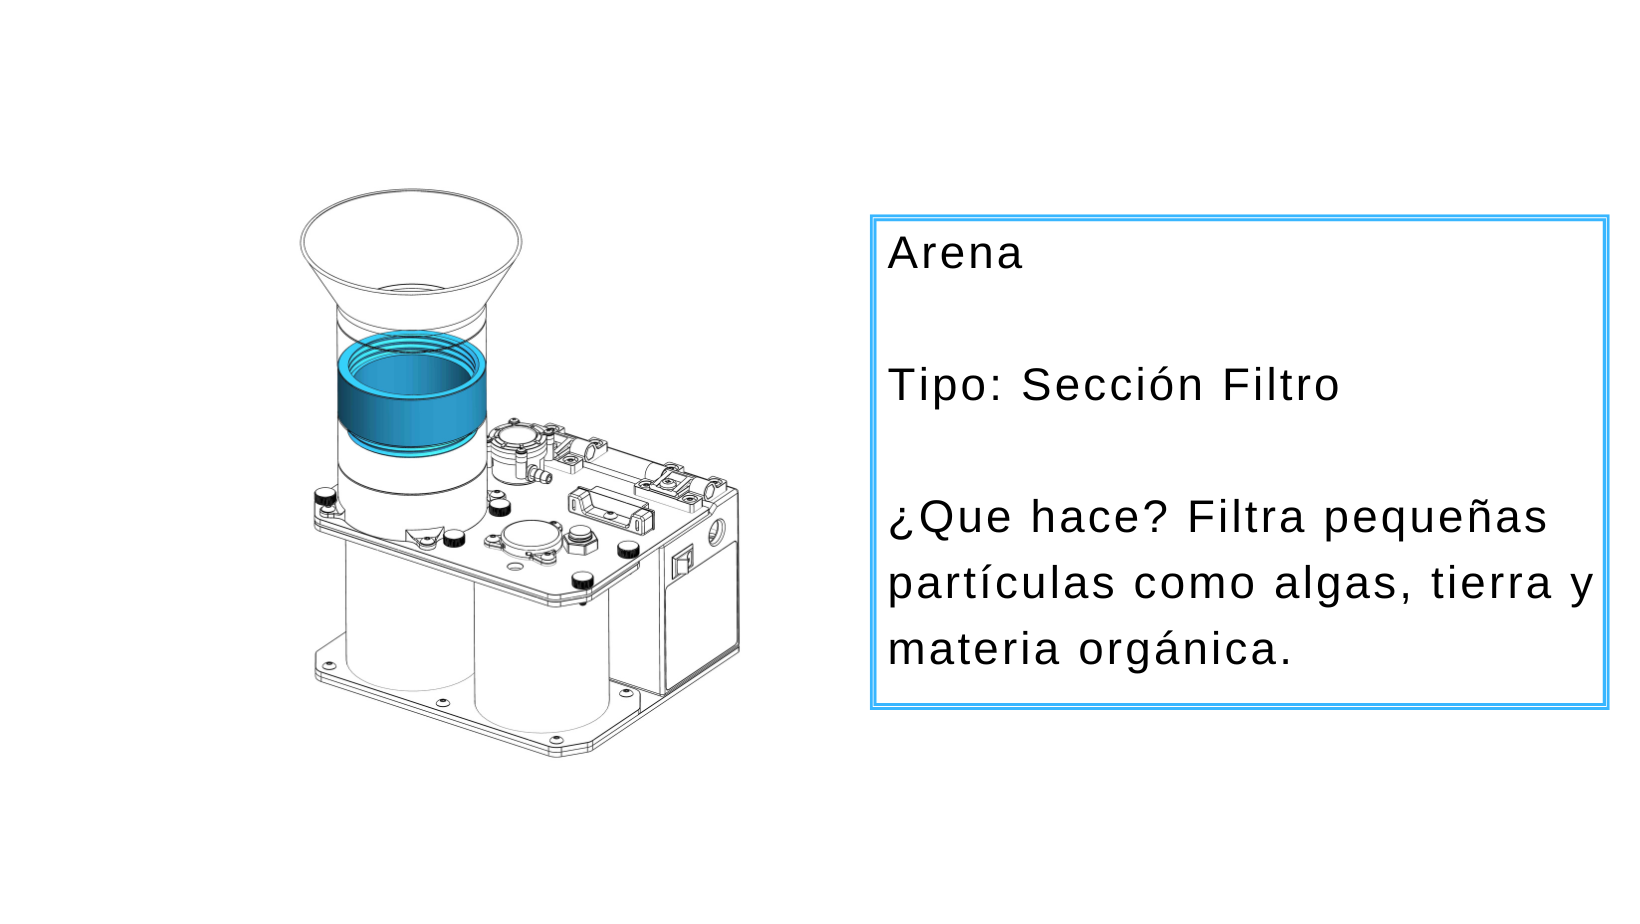 Arena
Tipo: Sección Filtro
¿Que hace? Filtra pequeñas
partículas como algas, tierra y
materia orgánica.